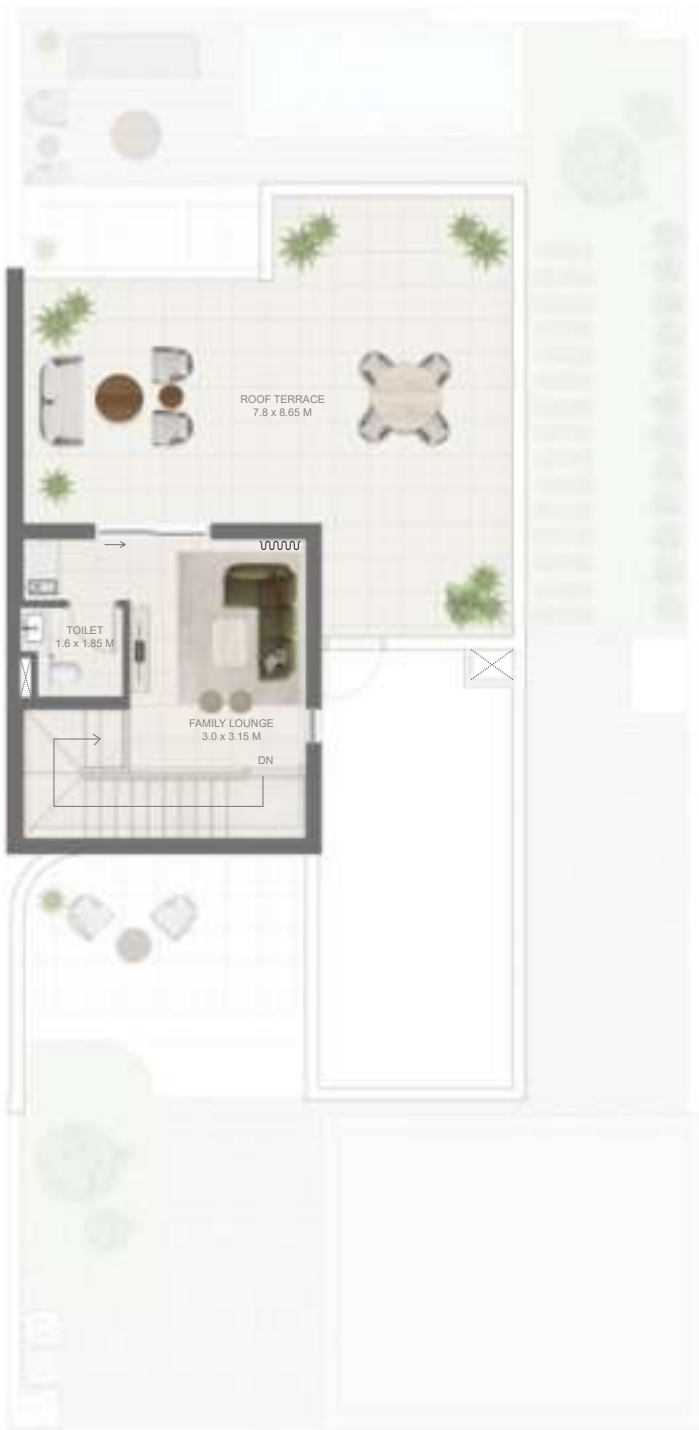 ROOF TERRACE
7.8 x 8.65 M
TOILET
1.6 x 1.85 M
FAMILY LOUNGE
3.0 x 3.15 M
DN